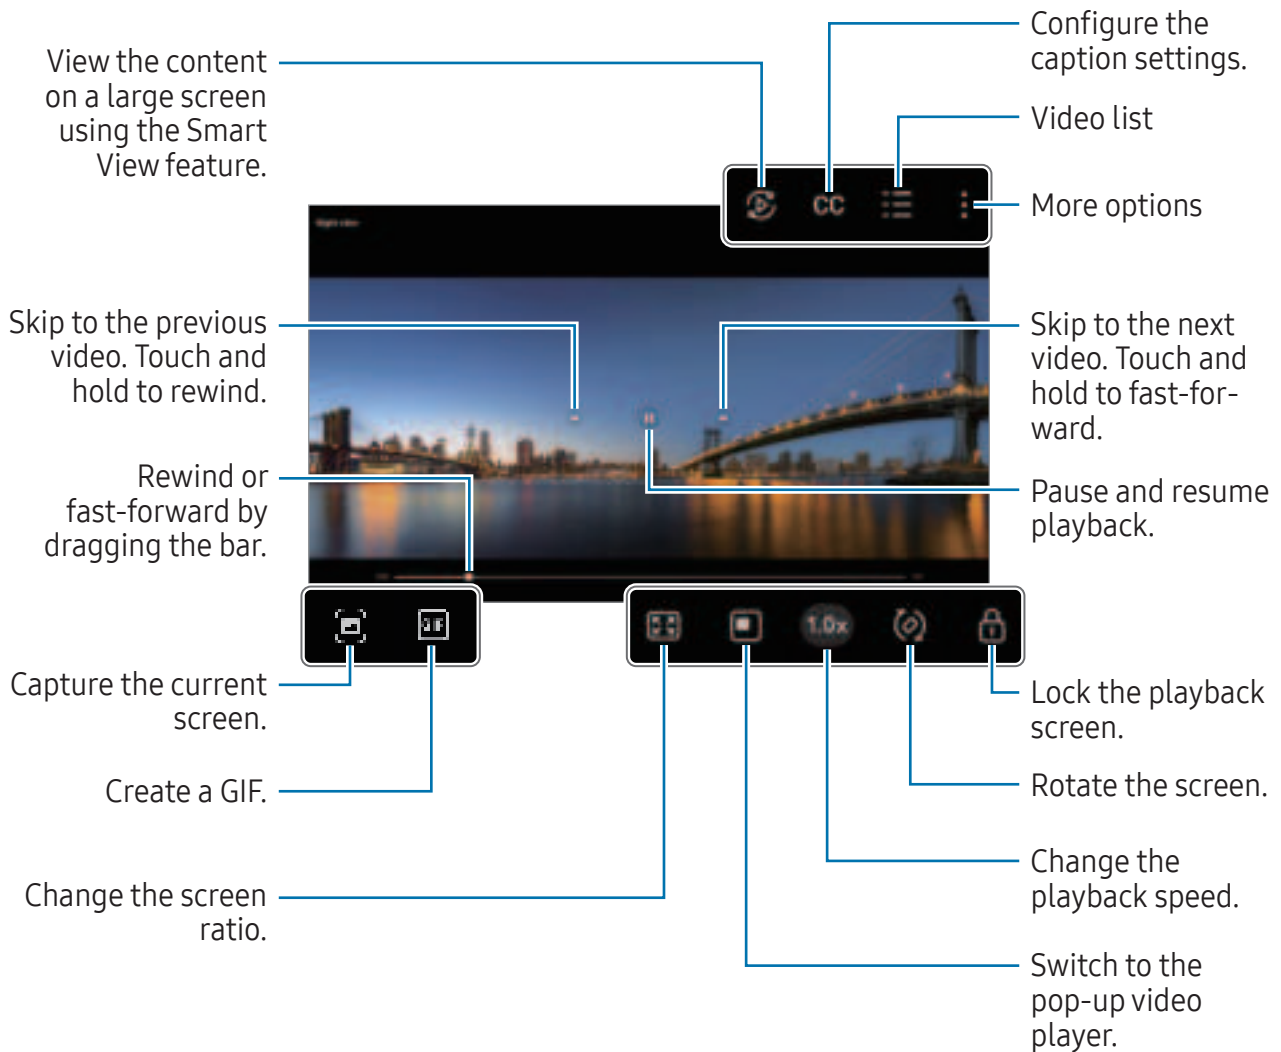 View the content
on a large screen
using the Smart
View feature.
Configure the
caption settings.
Video list
More options
CC
Skip to the previous
video. Touch and
hold to rewind.
Skip to the next
video. Touch and
hold to fast-for-
ward.
Rewind or
fast-forward by
dragging the bar.
Pause and resume
playback.
GIF
1.0x
Capture the current
screen.
Create a GIF.
Change the screen
ratio.
Lock the playback
screen.
Rotate the screen.
Change the
playback speed.
Switch to the
pop-up video
player.